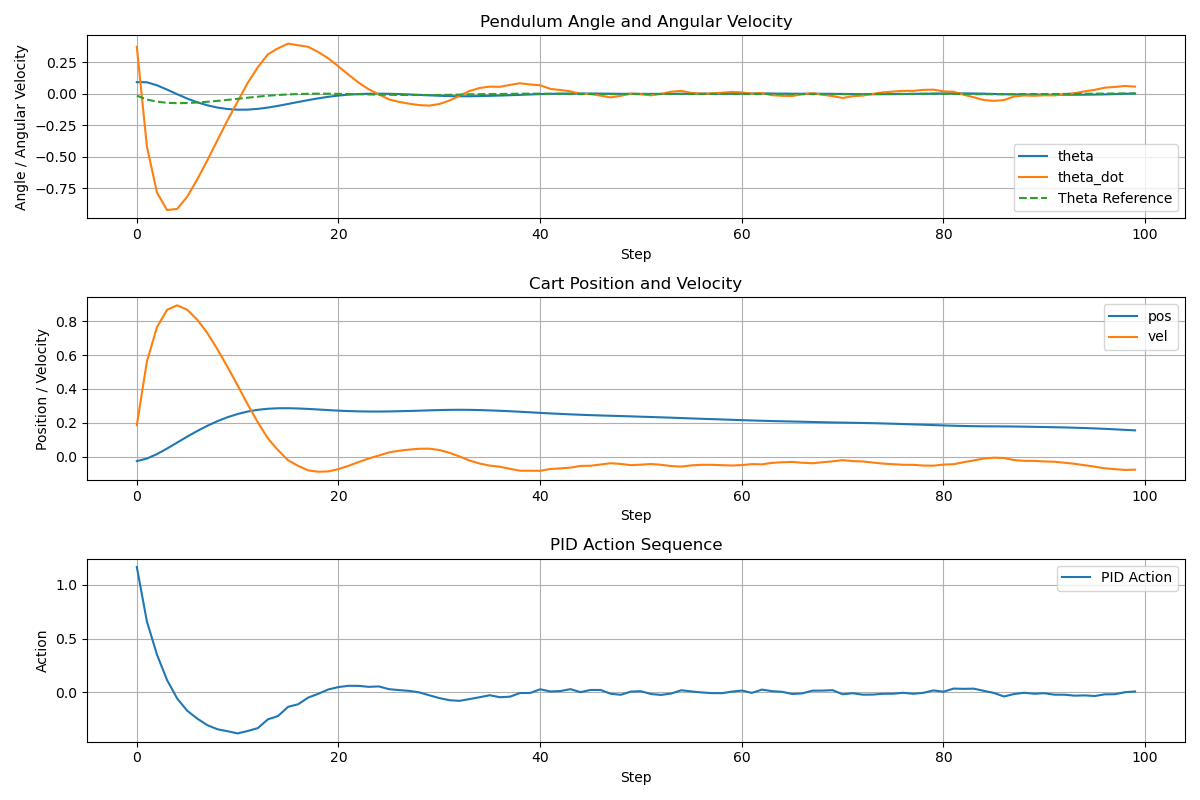 Pendulum Angle and Angular Velocity
Angle / Angular Velocity
0.25
0.00
−0.25
−0.50
−0.75
theta
theta_dot
Theta Reference
0 20 40 60 80 100
Step
Cart Position and Velocity
Position / Velocity
0.8
0.6
0.4
0.2
0.0
pos
vel
0 20 40 60 80 100
Step
PID Action Sequence
Action
1.0
0.5
0.0
PID Action
0 20 40 60 80 100
Step